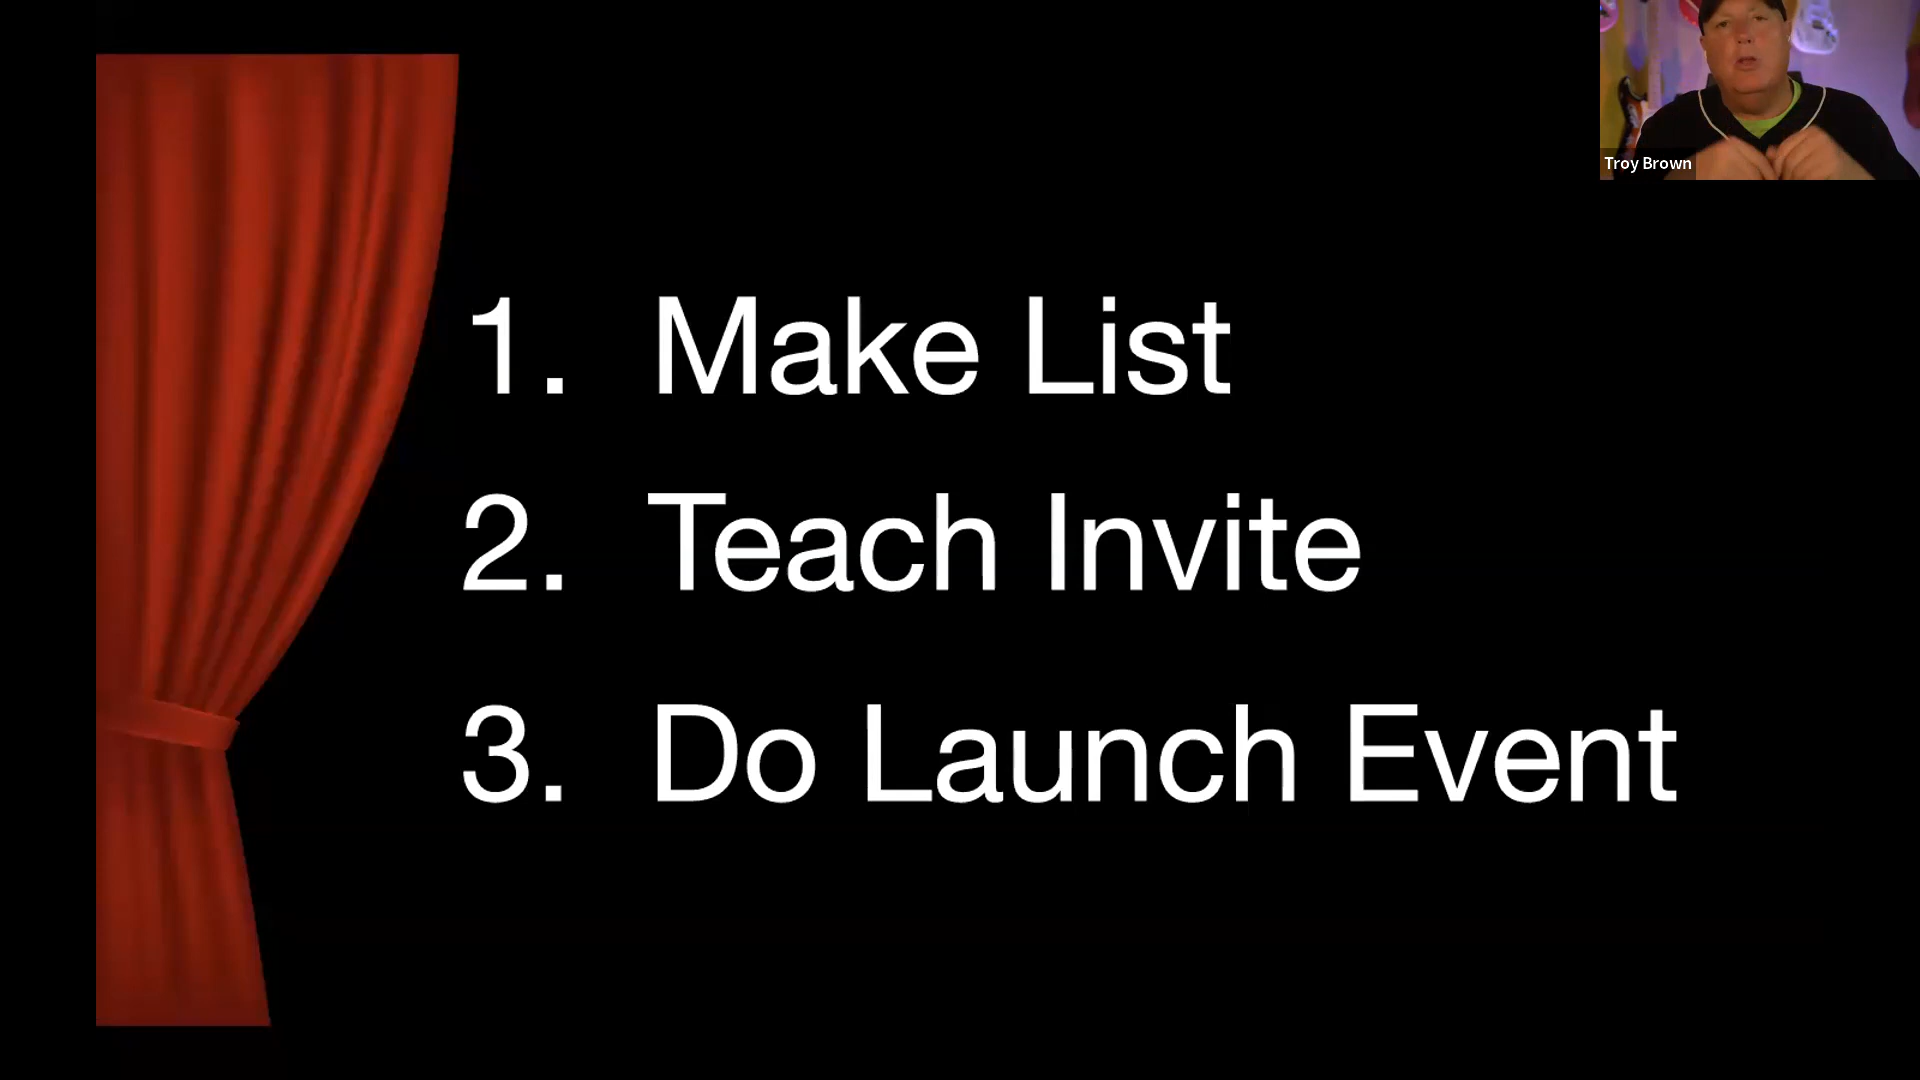 1. Make List
2. Teach Invite
3. Do Launch Event
Troy Brown